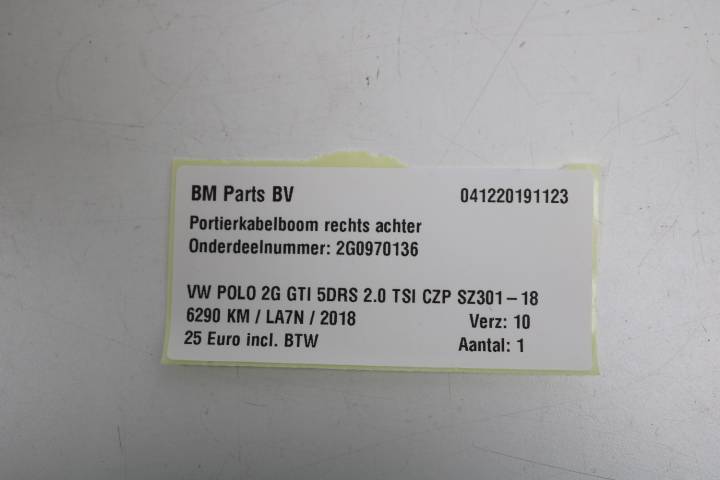 BM Parts BV 041220191123
Portierkabelboom rechts achter
Onderdeelnummer: 2G0970136
VW POLO 2G GTI 5DRS 2.0 TSI CZP SZ301-18
6290 KM / LA7N / 2018 Verz: 10
25 Euro incl. BTW Aantal: 1